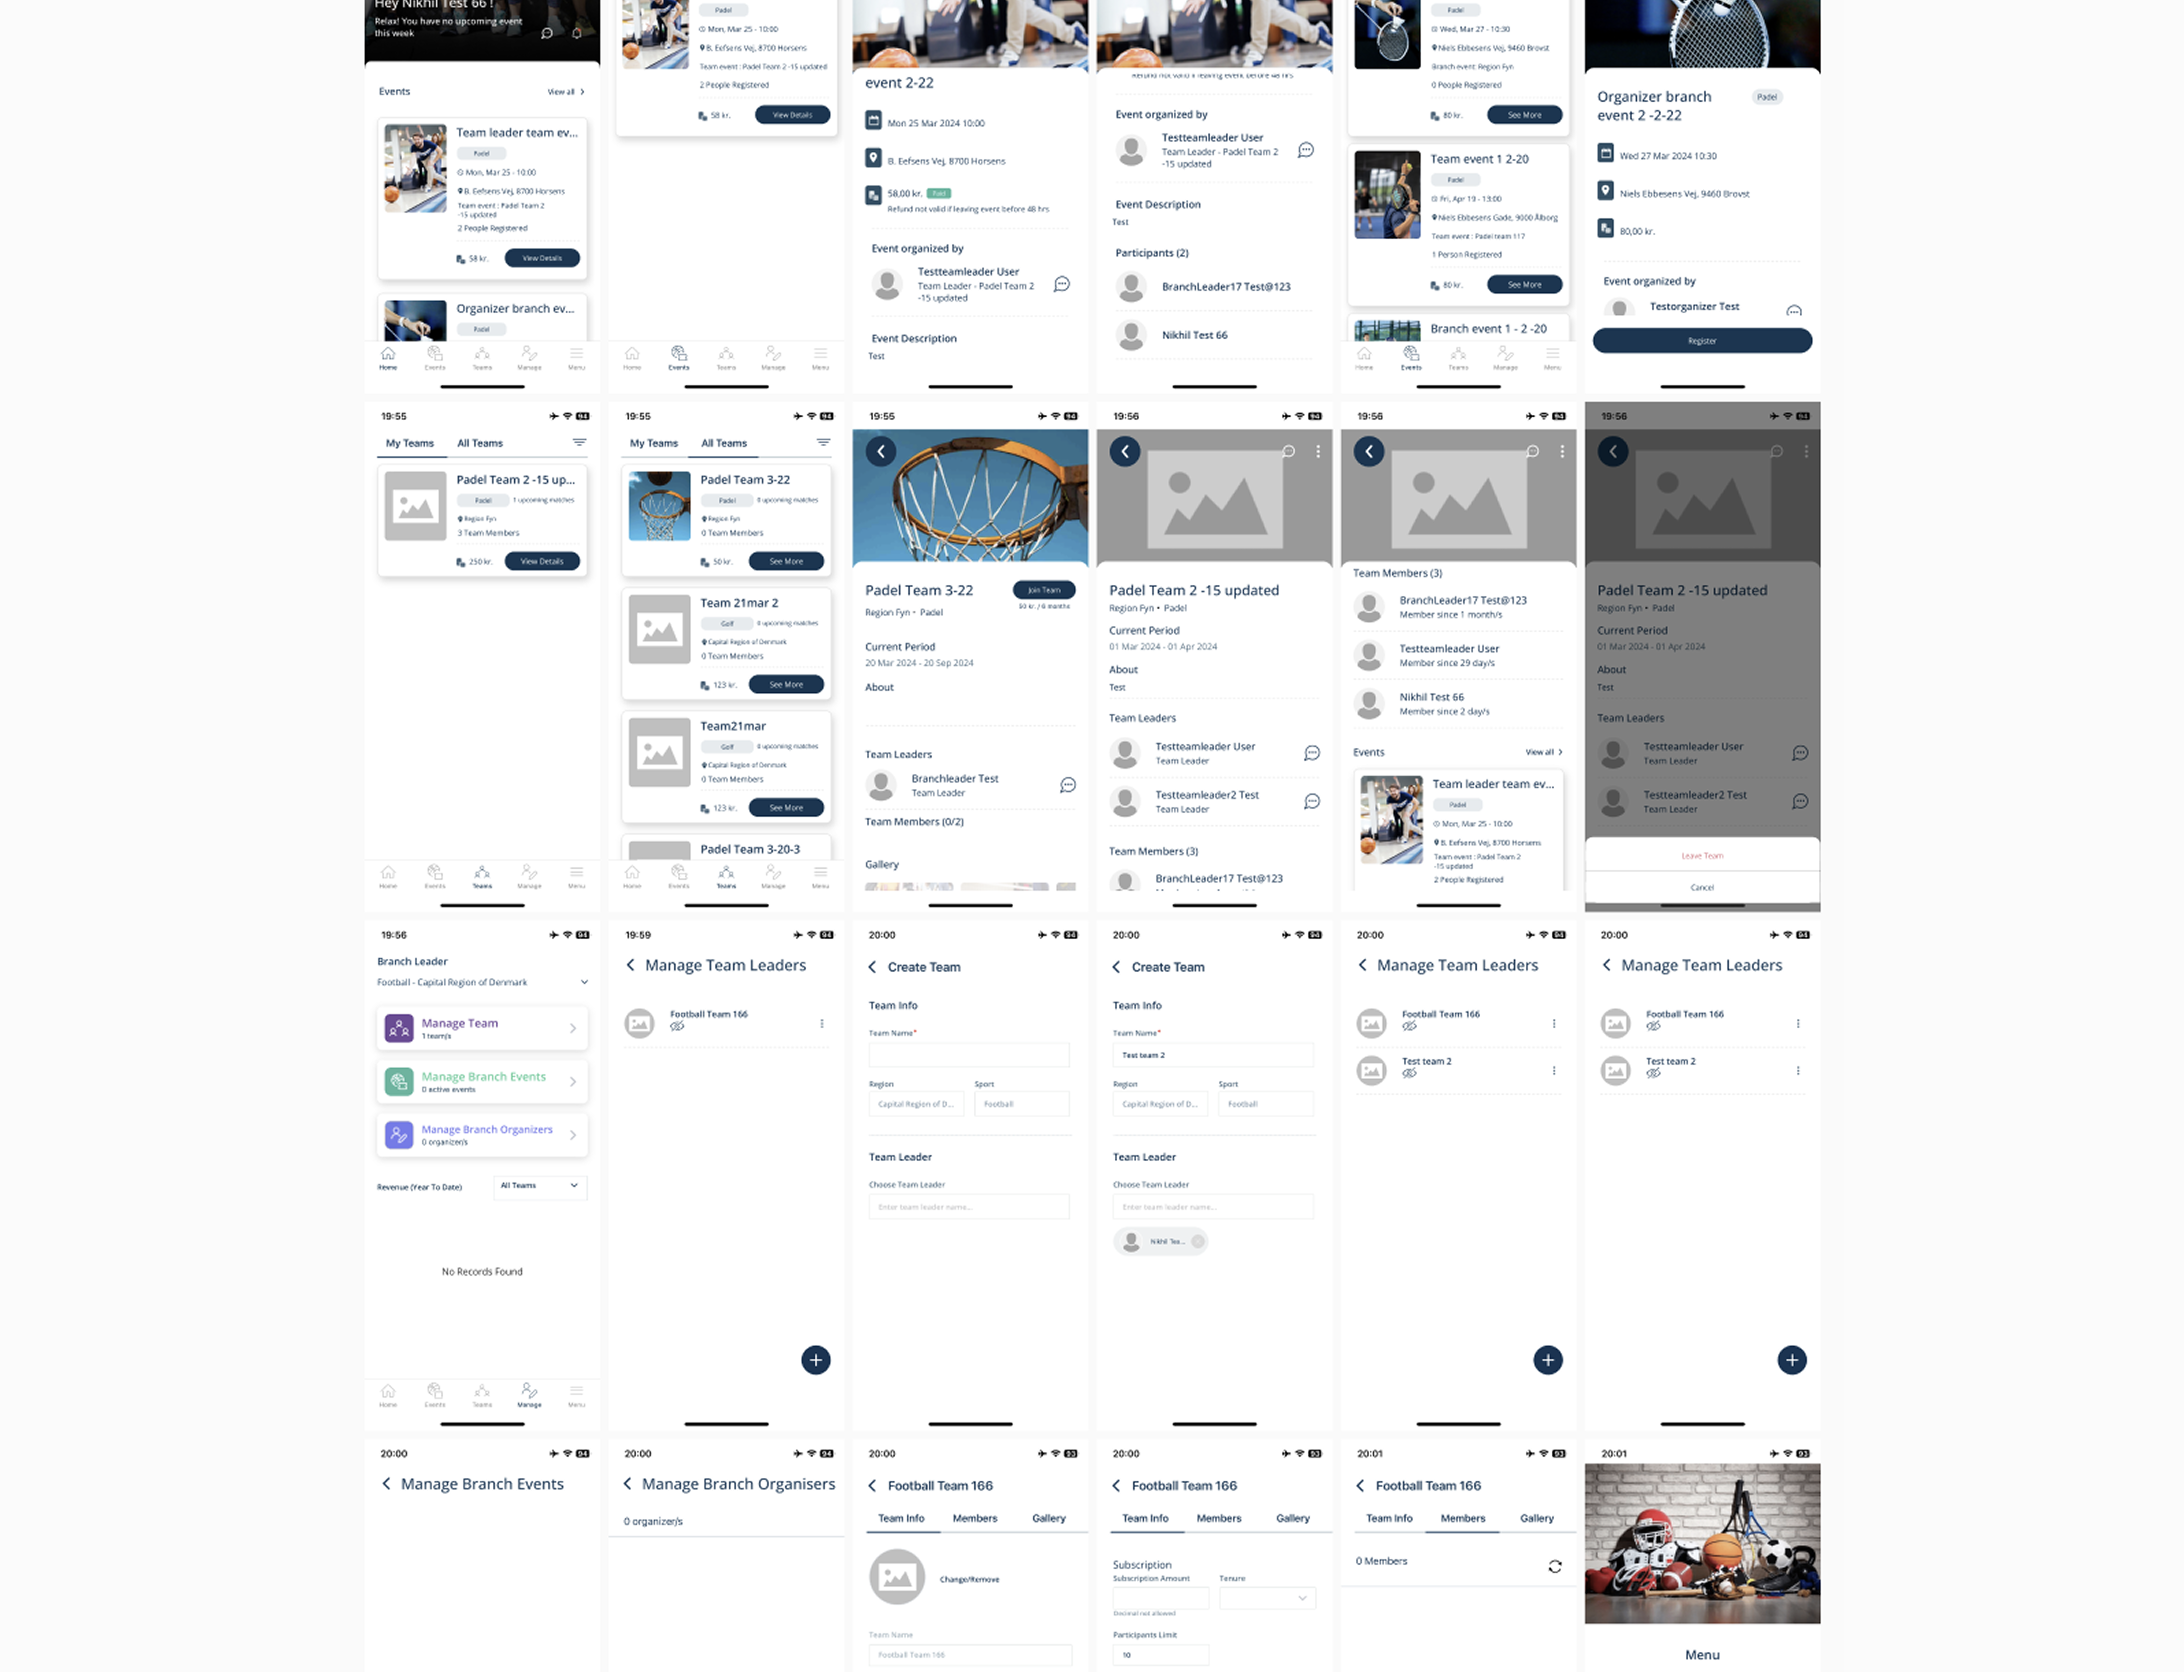 Hey Nikhil Test 66 !
Relax! You have no upcoming event
this week
Events
View all
Team leader team ev...
Padel
Mon, Mar 25 - 10:00
B. Eefsens Vej, 8700 Horsens
Team event : Padel Team 2
-15 updated
2 People Registered
58 kr.
View Details
Organizer branch ev...
Padel
Home
Events
Teams
Manage
Menu
Padel
Mon, Mar 25 - 10:00
B. Eefsens Vej, 8700 Horsens
Team event : Padel Team 2 -15 updated
2 People Registered
58 kr.
View Details
Home
Events
Teams
Manage
Menu
event 2-22
Mon 25 Mar 2024 10:00
B. Eefsens Vej, 8700 Horsens
58,00 kr.
Paid
Refund not valid if leaving event before 48 hrs
Event organized by
Testteamleader User
Team Leader - Padel Team 2
-15 updated
Event Description
Test
Refund not valid if leaving event before 48 hrs
Event organized by
Testteamleader User
Team Leader - Padel Team 2
-15 updated
Event Description
Test
Participants (2)
BranchLeader17 Test@123
Nikhil Test 66
Padel
Wed, Mar 27 - 10:30
Niels Ebbesens Vej, 9460 Brovst
Branch event: Region Fyn
0 People Registered
80 kr.
See More
Team event 1 2-20
Padel
Fri, Apr 19 - 13:00
Niels Ebbesens Gade, 9000 Ålborg
Team event : Padel team 117
1 Person Registered
80 kr.
See More
Branch event 1 - 2 -20
Home
Events
Teams
Manage
Menu
Organizer branch
event 2 -2-22
Padel
Wed 27 Mar 2024 10:30
Niels Ebbesens Vej, 9460 Brovst
80,00 kr.
Event organized by
Testorganizer Test
Register
19:55
94
My Teams
All Teams
Padel Team 2 -15 up...
Padel
1 upcoming matches
Region Fyn
3 Team Members
250 kr.
View Details
Home
Events
Teams
Manage
Menu
19:55
94
My Teams
All Teams
Padel Team 3-22
Padel
0 upcoming matches
Region Fyn
0 Team Members
50 kr.
See More
Team 21mar 2
Golf
0 upcoming matches
Capital Region of Denmark
0 Team Members
123 kr.
See More
Team21mar
Golf
0 upcoming matches
Capital Region of Denmark
0 Team Members
123 kr.
See More
Padel Team 3-20-3
Home
Events
Teams
Manage
Menu
19:55
94
Padel Team 3-22
Join Team
Region Fyn • Padel
50 kr. / 6 months
Current Period
20 Mar 2024 - 20 Sep 2024
About
Team Leaders
Branchleader Test
Team Leader
Team Members (0/2)
Gallery
19:56
94
Padel Team 2 -15 updated
Region Fyn • Padel
Current Period
01 Mar 2024 - 01 Apr 2024
About
Test
Team Leaders
Testteamleader User
Team Leader
Testteamleader2 Test
Team Leader
Team Members (3)
BranchLeader17 Test@123
19:56
94
Team Members (3)
BranchLeader17 Test@123
Member since 1 month/s
Testteamleader User
Member since 29 day/s
Nikhil Test 66
Member since 2 day/s
Events
View all
Team leader team ev...
Padel
Mon, Mar 25 - 10:00
B. Eefsens Vej, 8700 Horsens
Team event : Padel Team 2
-15 updated
2 People Registered
19:56
94
Padel Team 2 -15 updated
Region Fyn • Padel
Current Period
01 Mar 2024 - 01 Apr 2024
About
Test
Team Leaders
Testteamleader User
Team Leader
Testteamleader2 Test
Team Leader
Leave Team
Cancel
19:56
94
Branch Leader
Football - Capital Region of Denmark
Manage Team
1 team/s
Manage Branch Events
0 active events
Manage Branch Organizers
0 organizer/s
Revenue (Year To Date)
All Teams
No Records Found
Home
Events
Teams
Manage
Menu
19:59
94
Manage Team Leaders
Football Team 166
20:00
94
Create Team
Team Info
Team Name*
Region
Sport
Capital Region of D...
Football
Team Leader
Choose Team Leader
Enter team leader name...
20:00
94
Create Team
Team Info
Team Name*
Test team 2
Region
Sport
Capital Region of D...
Football
Team Leader
Choose Team Leader
Enter team leader name...
Nikhil Tes...
20:00
94
Manage Team Leaders
Football Team 166
Test team 2
20:00
94
Manage Team Leaders
Football Team 166
Test team 2
20:00
94
Manage Branch Events
20:00
94
Manage Branch Organisers
0 organizer/s
20:00
93
Football Team 166
Team Info
Members
Gallery
Change/Remove
Team Name
Football Team 166
20:00
93
Football Team 166
Team Info
Members
Gallery
Subscription
Subscription Amount
Tenure
Decimal not allowed
Participants Limit
10
20:01
93
Football Team 166
Team Info
Members
Gallery
0 Members
20:01
93
Menu